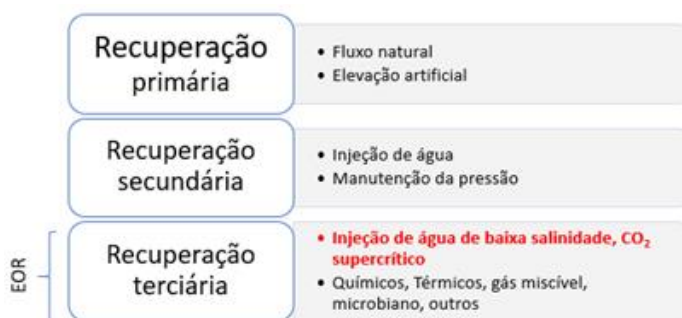 Recuperação
primária
• Fluxo natural
• Elevação artificial
Recuperação
secundária
• Injeção de água
• Manutenção da pressão
EOR
Recuperação
terciária
• Injeção de água de baixa salinidade, CO₂
supercrítico
• Químicos, Térmicos, gás miscível,
microbiano, outros